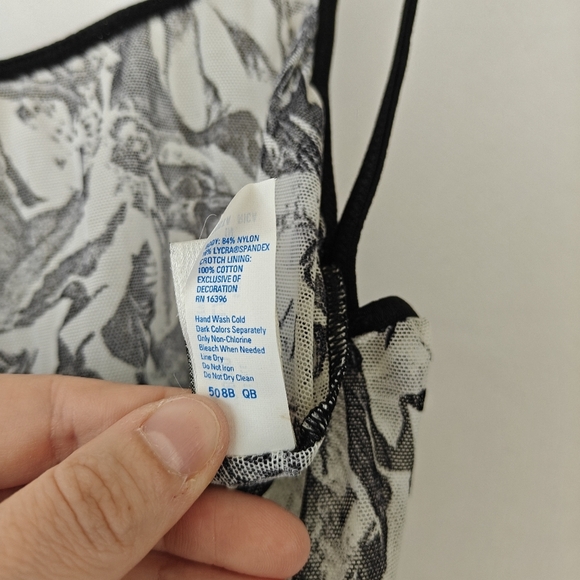 BODY: 84% NYLON
LYCRA®SPANDEX
CROTCH LINING:
100% COTTON
EXCLUSIVE OF
DECORATION
RN 16396
Hand Wash Cold
Dark Colors Separately
Only Non-Chlorine
Bleach When Needed
Line Dry
Do Not Iron
Do Not Dry Clean
508B QB